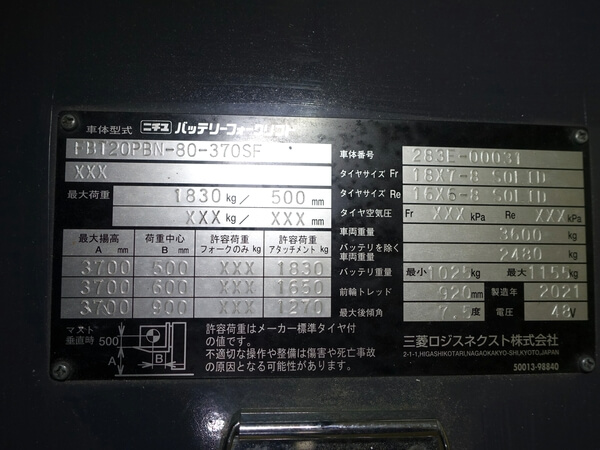 車体型式 ニチユ バッテリーフォークリフト
FBT20PBN-80-370SF
XXX
最大荷重 1830 kg/ 500 mm
XXX kg/ XXX mm
最大揚高 A mm 荷重中心 B mm 許容荷重 フォークのみ kg 許容荷重 アタッチメント kg
3700 500 XXX 1830
3700 600 XXX 1650
3700 800 XXX 1270
マスト垂直時 500 A B
許容荷重はメーカー標準タイヤ付
の値です。
不適切な操作や整備は傷害や死亡事故
の原因となる可能性があります。
車体番号 283E-00031
タイヤサイズ Fr 18X7-8 SOLID
タイヤサイズ Re 16X5-8 SOLID
タイヤ空気圧 Fr XXX kPa Re XXX kPa
車両重量 3600 kg
バッテリを除く車両重量 2480 kg
バッテリ重量 最小 1025 kg 最大 1155 kg
前輪トレッド 920 mm 製造年 2021
最大後傾角 7.5 度 電圧 48 V
三菱ロジスネクスト株式会社
2-1-1,HIGASHIKOTARI,NAGAOKAKYO-SHI,KYOTO,JAPAN
50013-98840